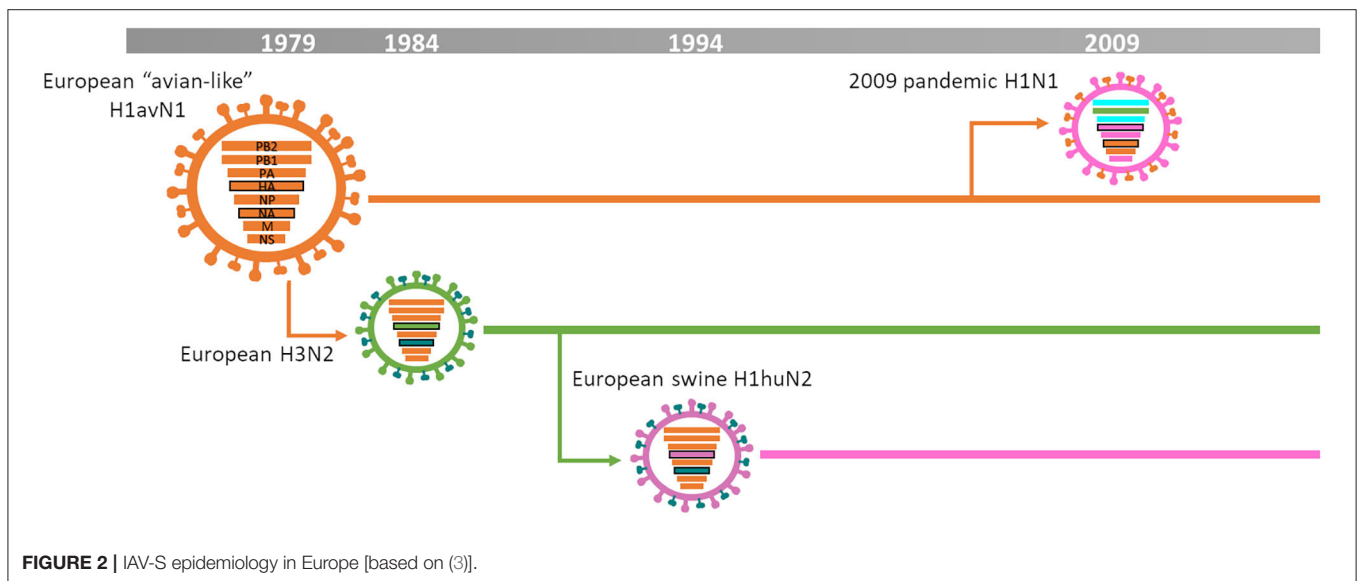 1979 1984 1994 2009
European “avian-like”
H1avN1
2009 pandemic H1N1
PB2
PB1
PA
HA
NP
NA
M
NS
European H3N2
European swine H1huN2
FIGURE 2 | IAV-S epidemiology in Europe [based on (3)].